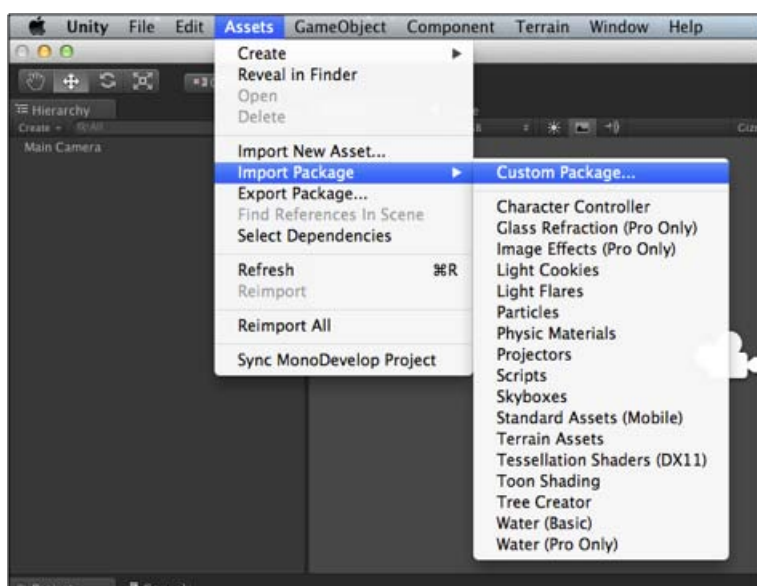 Unity File Edit Assets GameObject Component Terrain Window Help
Hierarchy
Create
Main Camera
Create
Reveal in Finder
Open
Delete
Import New Asset...
Import Package
Export Package...
Find References In Scene
Select Dependencies
Refresh ⌘R
Reimport
Reimport All
Sync MonoDevelop Project
Custom Package...
Character Controller
Glass Refraction (Pro Only)
Image Effects (Pro Only)
Light Cookies
Light Flares
Particles
Physic Materials
Projectors
Scripts
Skyboxes
Standard Assets (Mobile)
Terrain Assets
Tessellation Shaders (DX11)
Toon Shading
Tree Creator
Water (Basic)
Water (Pro Only)